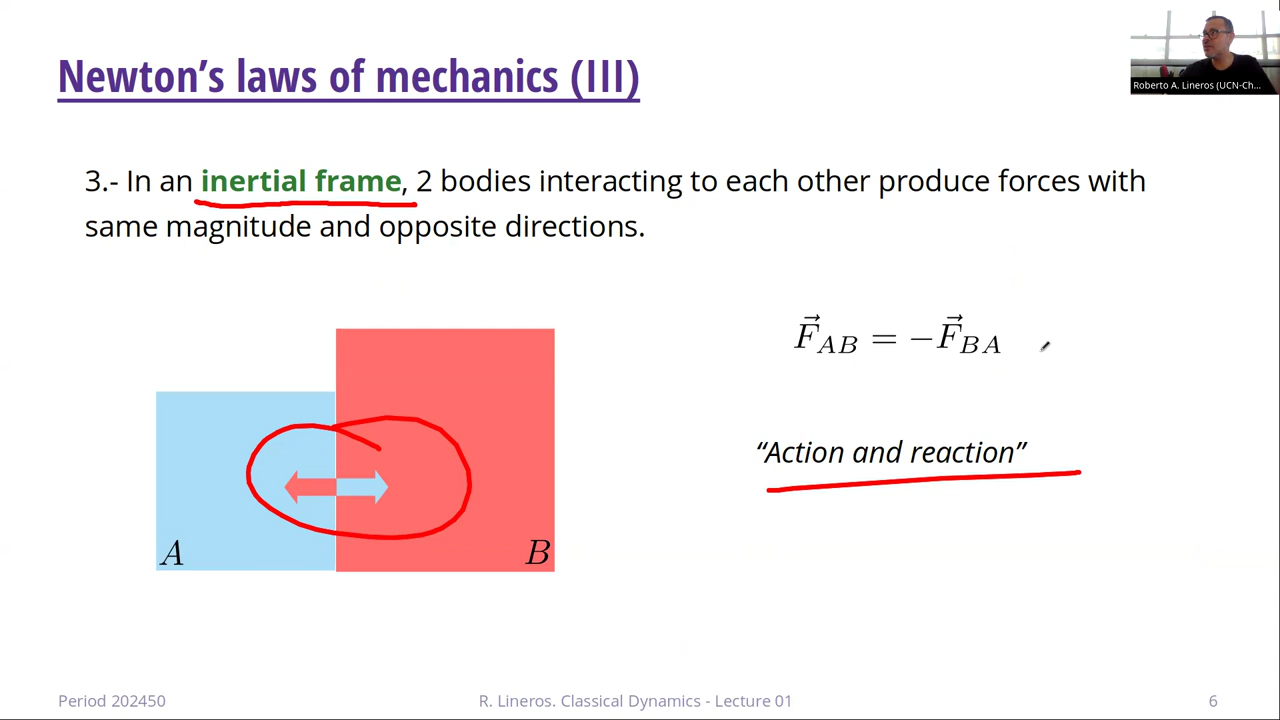 Newton’s laws of mechanics (III)
Roberto A. Lineros (UCN-Ch...
3.- In an inertial frame, 2 bodies interacting to each other produce forces with
same magnitude and opposite directions.
$\vec{F}_{AB} = -\vec{F}_{BA}$
“Action and reaction”
A
B
Period 202450
R. Lineros. Classical Dynamics - Lecture 01
6